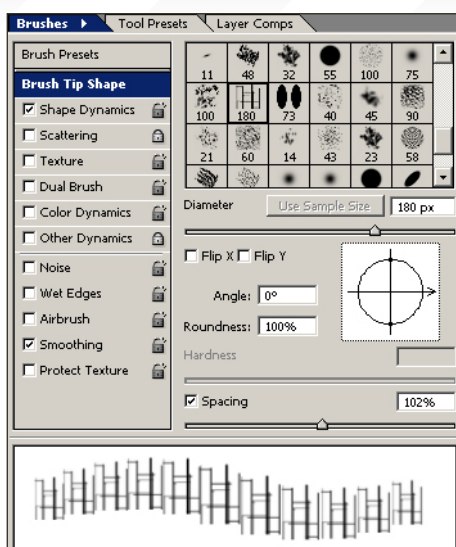 Brushes Tool Presets Layer Comps
Brush Presets
Brush Tip Shape
Shape Dynamics
Scattering
Texture
Dual Brush
Color Dynamics
Other Dynamics
Noise
Wet Edges
Airbrush
Smoothing
Protect Texture
11 48 32 55 100 75
100 180 73 40 45 90
21 60 14 43 23 58
Diameter Use Sample Size 180 px
Flip X Flip Y
Angle: 0°
Roundness: 100%
Hardness
Spacing 102%